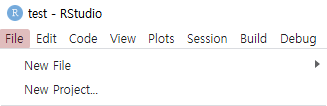 R test - RStudio
File Edit Code View Plots Session Build Debug
New File
New Project...